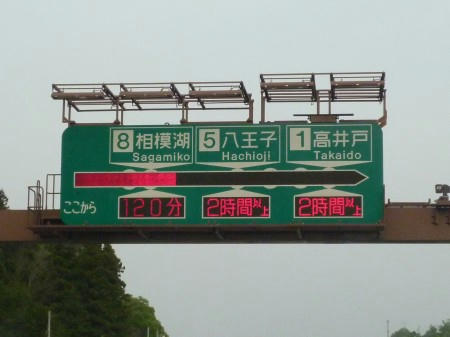 8 相模湖 5 八王子 1 高井戸
Sagamiko Hachioji Takaido
ここから 120分 2時間以上 2時間以上